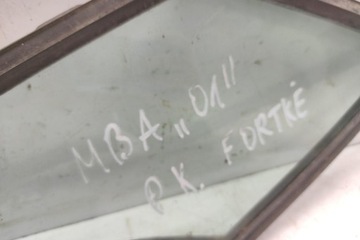 MBA „01"
P.K. FORTKĖ